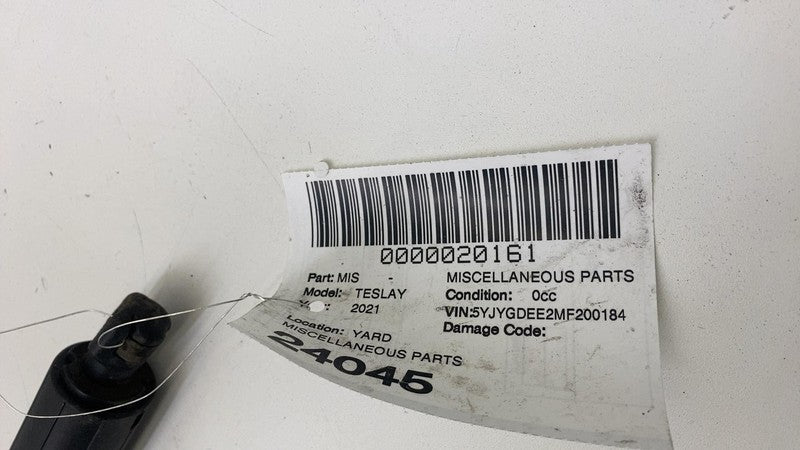 0000020161
Part: MIS - MISCELLANEOUS PARTS
Model: TESLAY Condition: 0cc
2021 VIN:5YJYGDEE2MF200184
Location: YARD Damage Code:
MISCELLANEOUS PARTS
24045